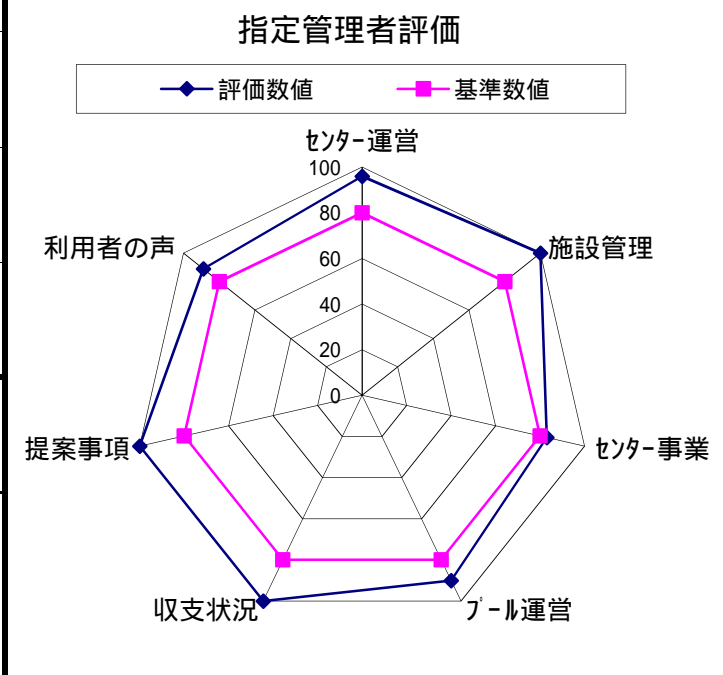 指定管理者評価
評価数値
基準数値
ｾﾝﾀｰ運営
100
80
60
40
20
0
施設管理
ｾﾝﾀｰ事業
ﾌﾟｰﾙ運営
収支状況
提案事項
利用者の声